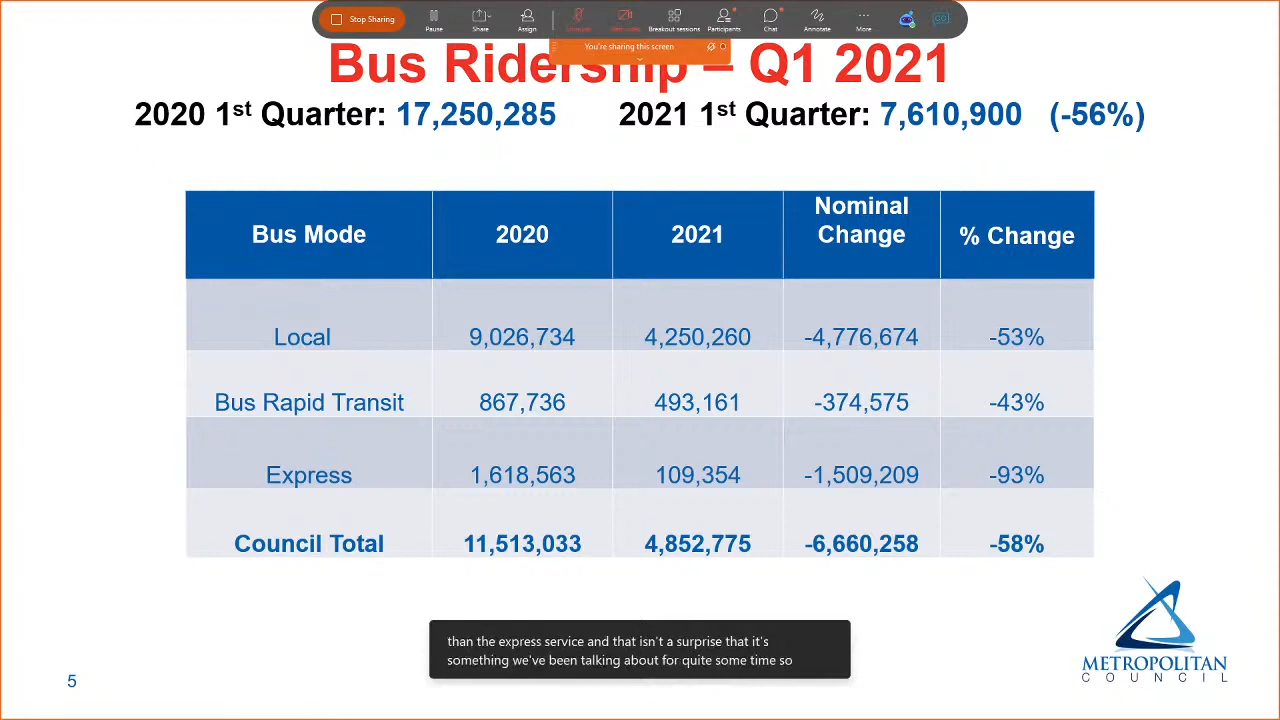 Stop Sharing
Pause
Share
Assign
Breakout sessions
Participants
Chat
Annotate
More
You're sharing this screen
Bus Ridership – Q1 2021
2020 1st Quarter: 17,250,285 2021 1st Quarter: 7,610,900 (-56%)
Bus Mode 2020 2021 Nominal Change % Change
Local 9,026,734 4,250,260 -4,776,674 -53%
Bus Rapid Transit 867,736 493,161 -374,575 -43%
Express 1,618,563 109,354 -1,509,209 -93%
Council Total 11,513,033 4,852,775 -6,660,258 -58%
than the express service and that isn't a surprise that it's
something we've been talking about for quite some time so
METROPOLITAN
COUNCIL
5